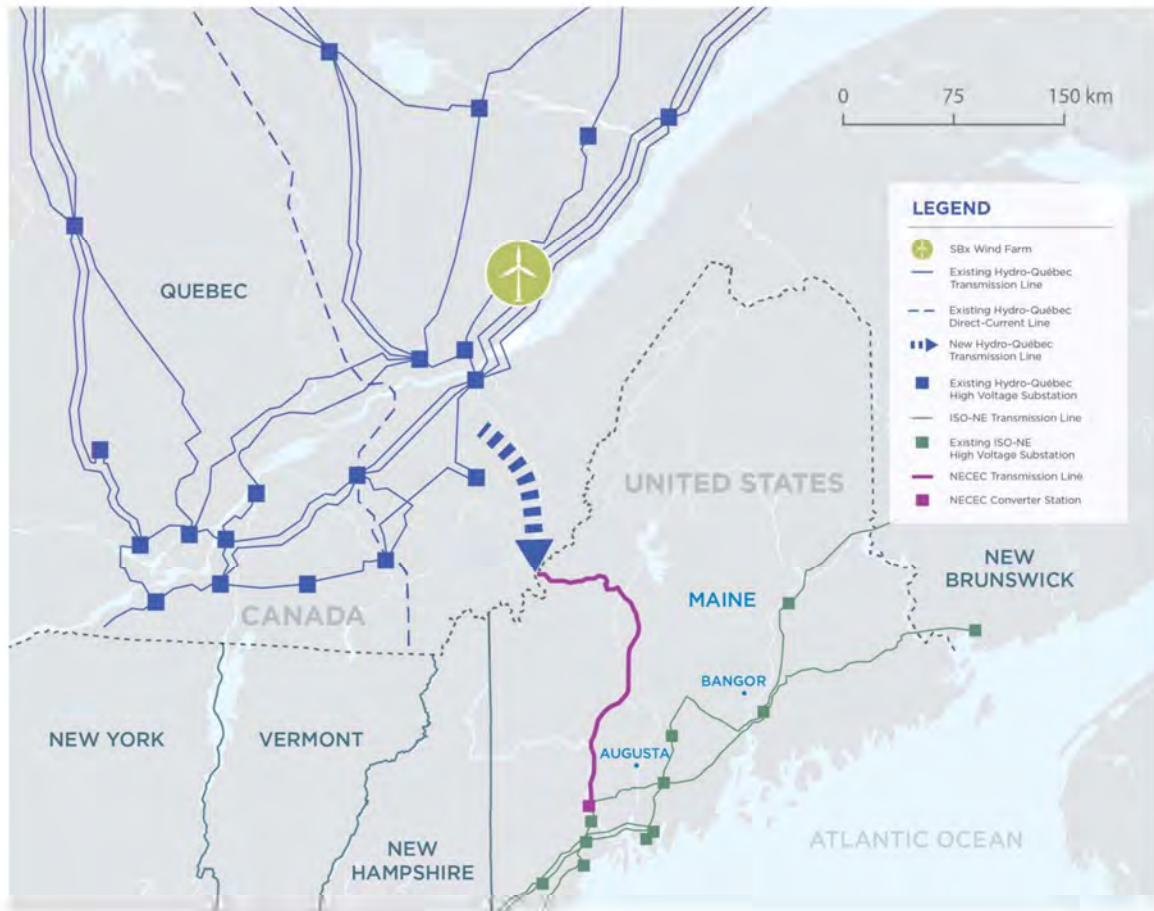 0 75 150 km
LEGEND
SBx Wind Farm
Existing Hydro-Québec
Transmission Line
Existing Hydro-Québec
Direct-Current Line
New Hydro-Québec
Transmission Line
Existing Hydro-Québec
High Voltage Substation
ISO-NE Transmission Line
Existing ISO-NE
High Voltage Substation
NECEC Transmission Line
NECEC Converter Station
QUEBEC
UNITED STATES
NEW
BRUNSWICK
CANADA
MAINE
BANGOR
NEW YORK
VERMONT
AUGUSTA
NEW
HAMPSHIRE
ATLANTIC OCEAN